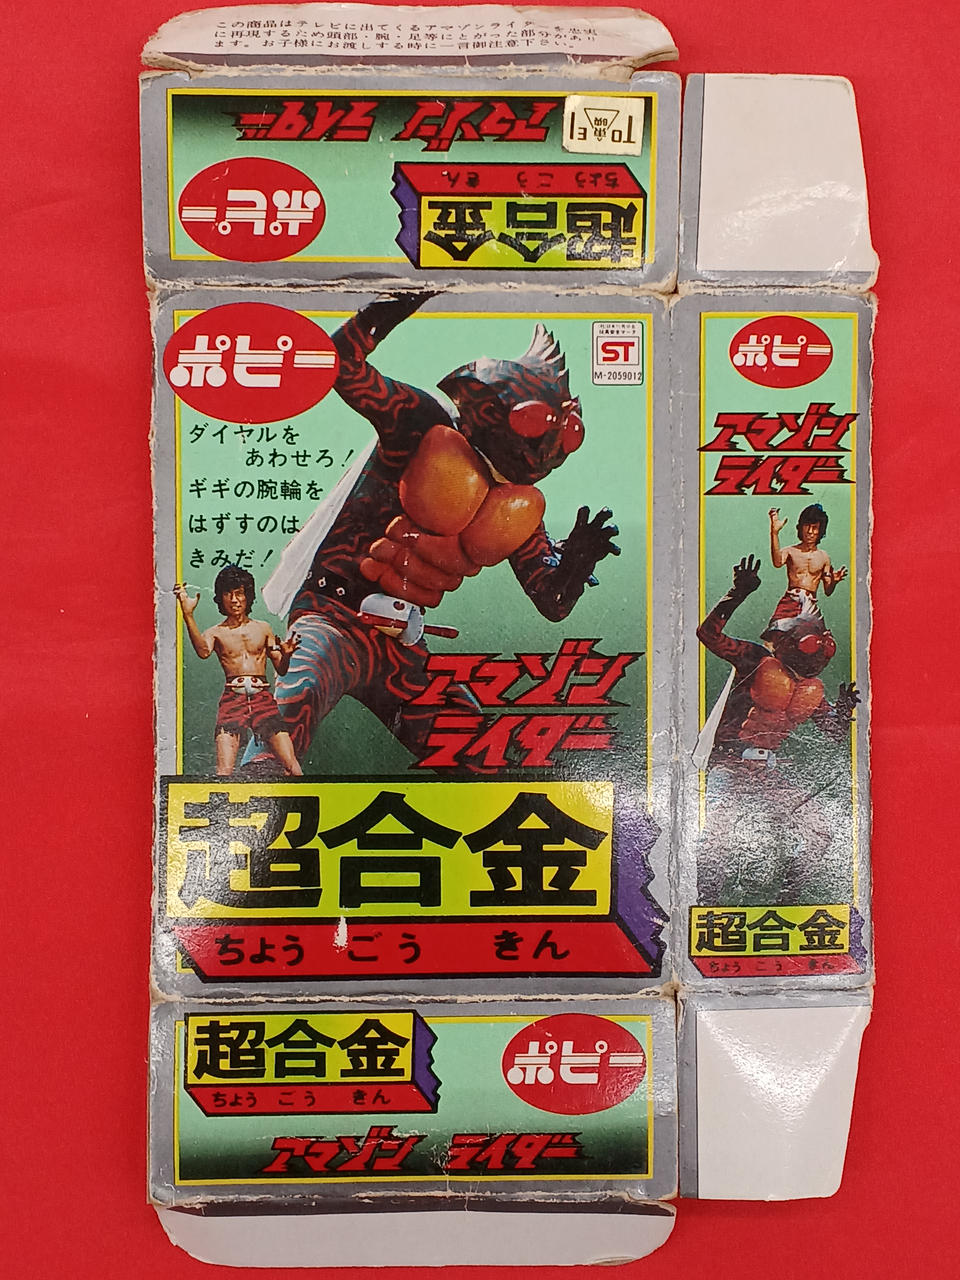 この商品はテレビに出てくるアマゾンライダーを忠実
に再現するため頭部・腕・足等にとがった部分があり
ます。お子様にお渡しする時に一言御注意下さい。
アマゾン ライダー
TO 東映 EI
ちょう ごう きん
超合金
ポピー
ポピー
ST
M-2059012
ダイヤルを
あわせろ!
ギギの腕輪を
はずすのは
きみだ!
アマゾン
ライダー
超合金
ちょう ごう きん
ポピー
アマゾン
ライダー
超合金
ちょう ごう きん
超合金
ちょう ごう きん
ポピー
アマゾン ライダー